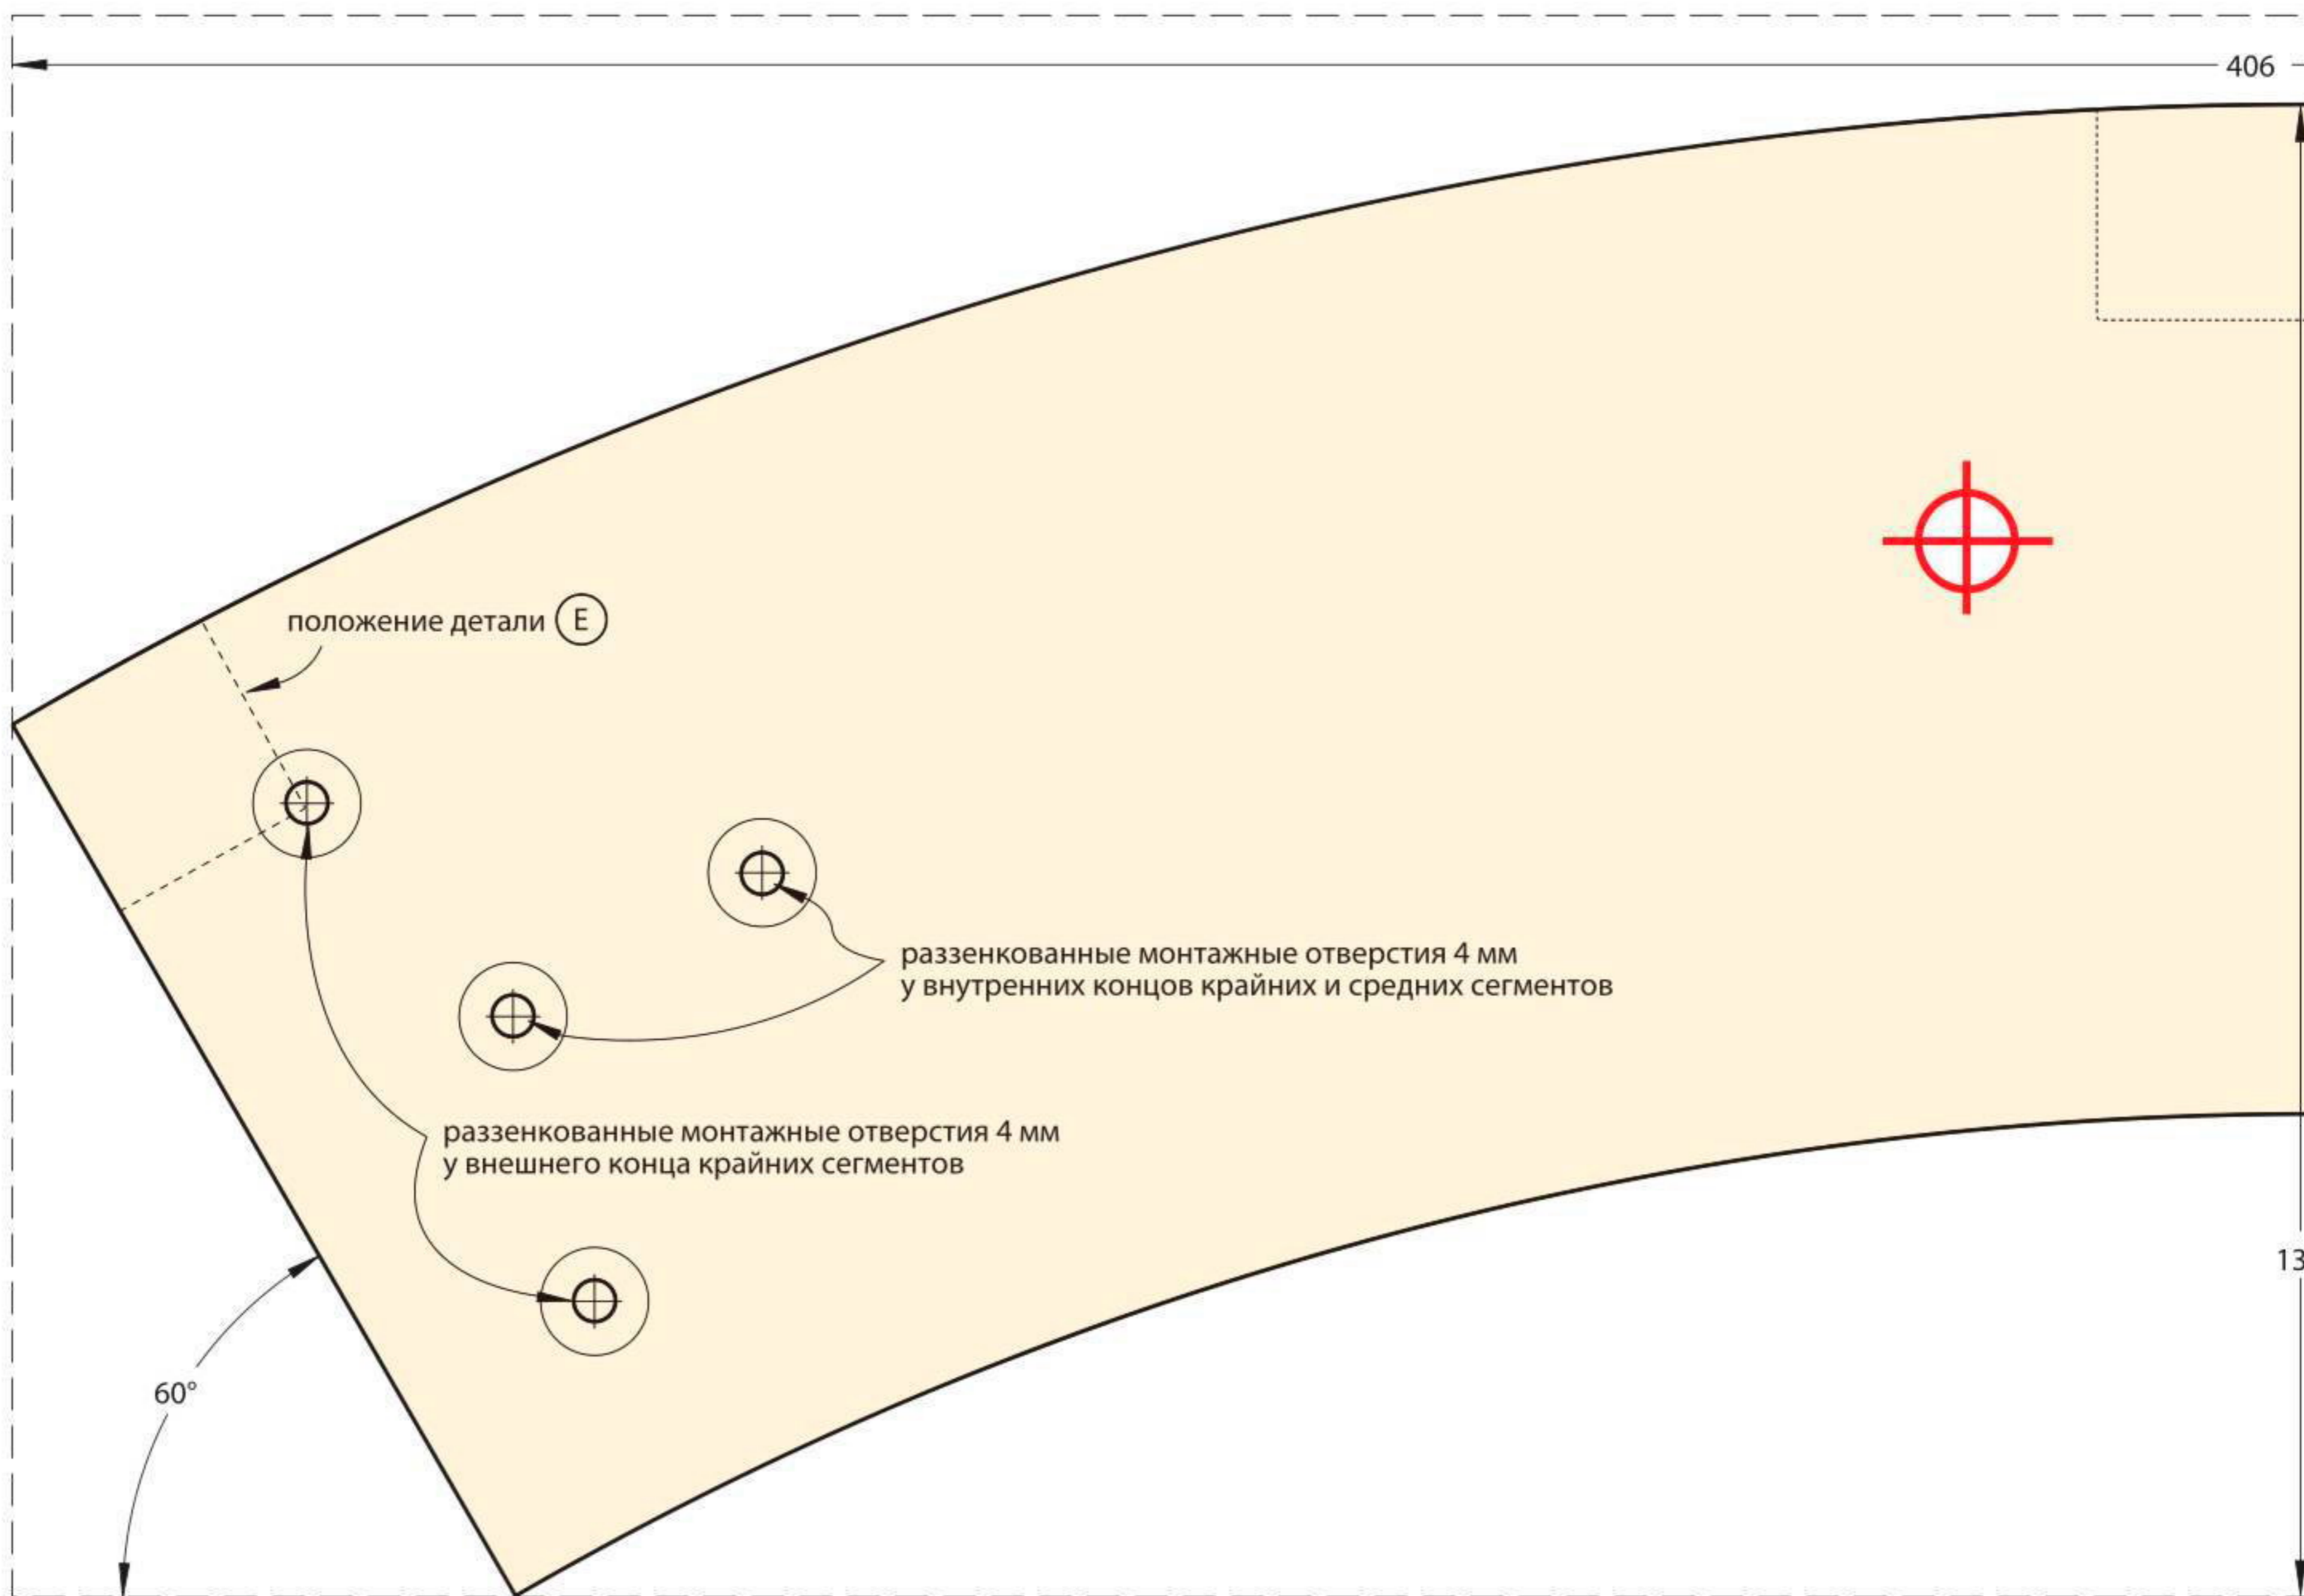 406
положение детали E
раззенкованные монтажные отверстия 4 мм
у внутренних концов крайних и средних сегментов
раззенкованные монтажные отверстия 4 мм
у внешнего конца крайних сегментов
13
60°